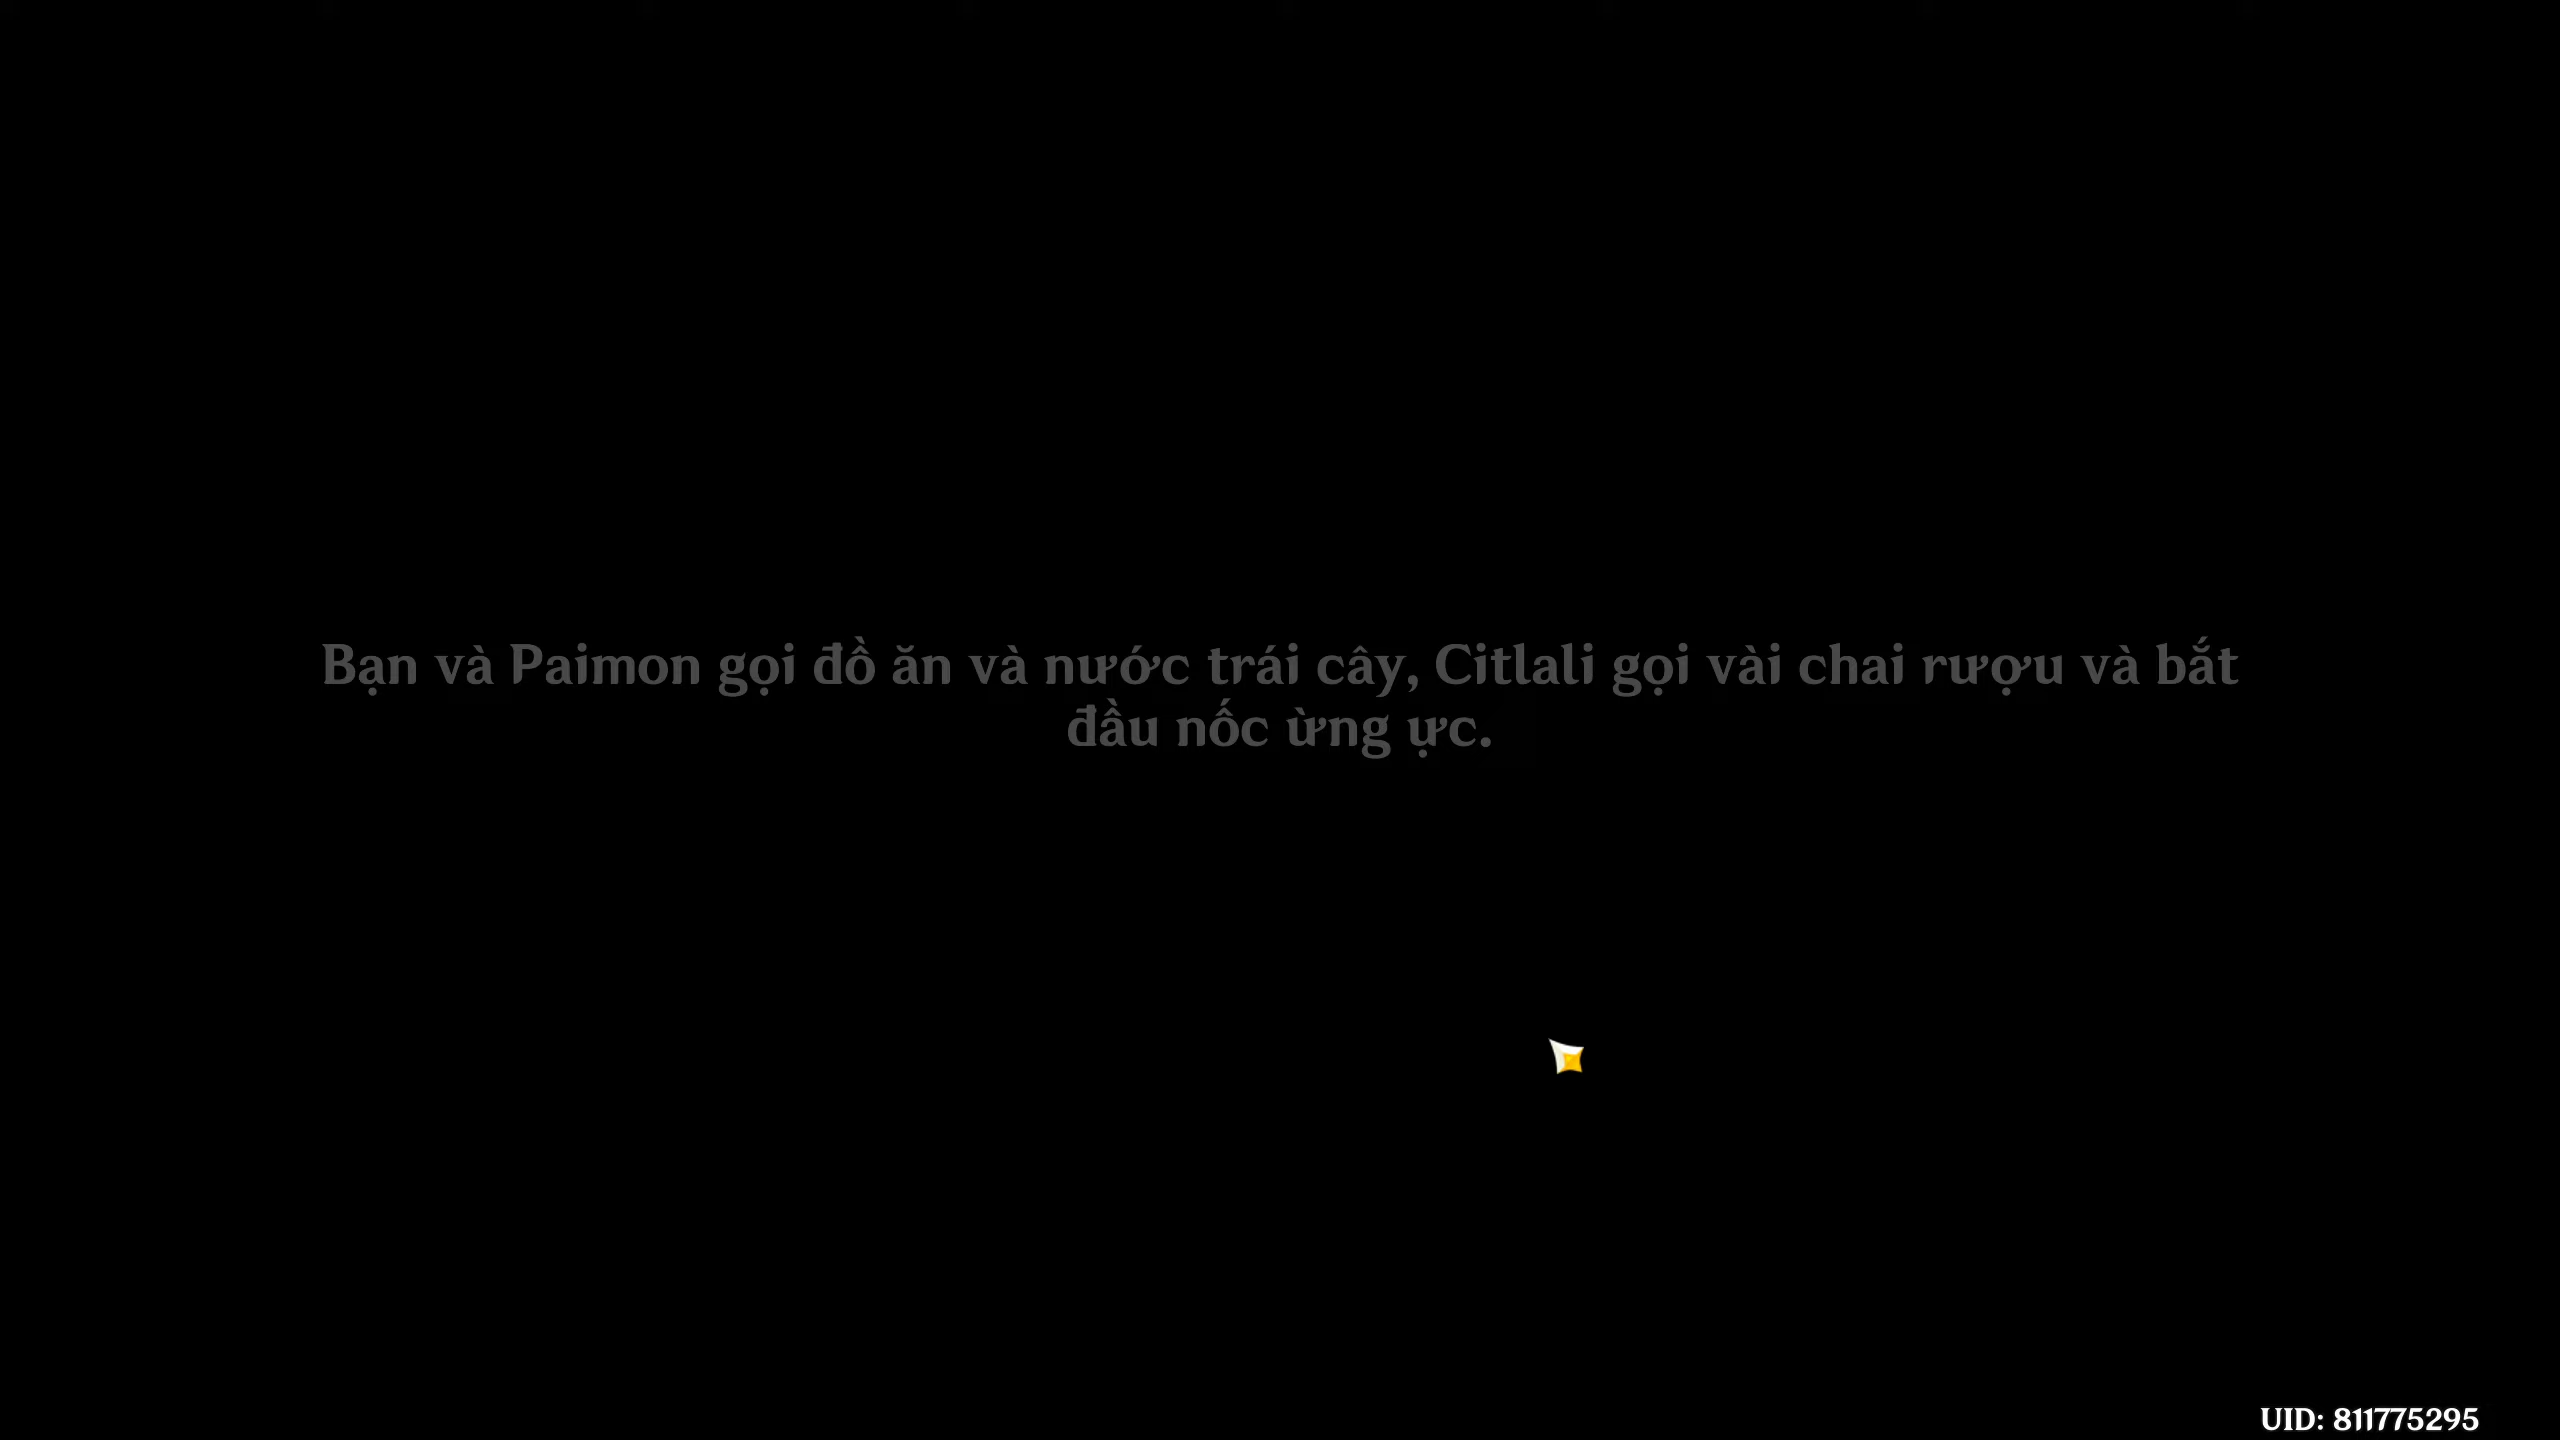 Bạn và Paimon gọi đồ ăn và nước trái cây, Citlali gọi vài chai rượu và bắt
đầu nốc ừng ực.
UID: 811775295